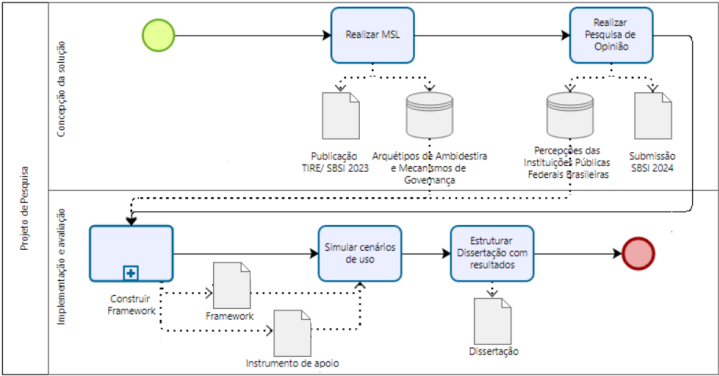 Projeto de Pesquisa
Concepção da solução
Realizar MSL
Realizar
Pesquisa de
Opinião
Publicação
TIRE/ SBSI 2023
Arquétipos de Ambidestira
e Mecanismos de
Governança
Percepções das
Instituições Públicas
Federais Brasileiras
Submissão
SBSI 2024
Implementação e avaliação
Construir
Framework
Simular cenários
de uso
Estruturar
Dissertação com
resultados
Framework
Instrumento de apoio
Dissertação